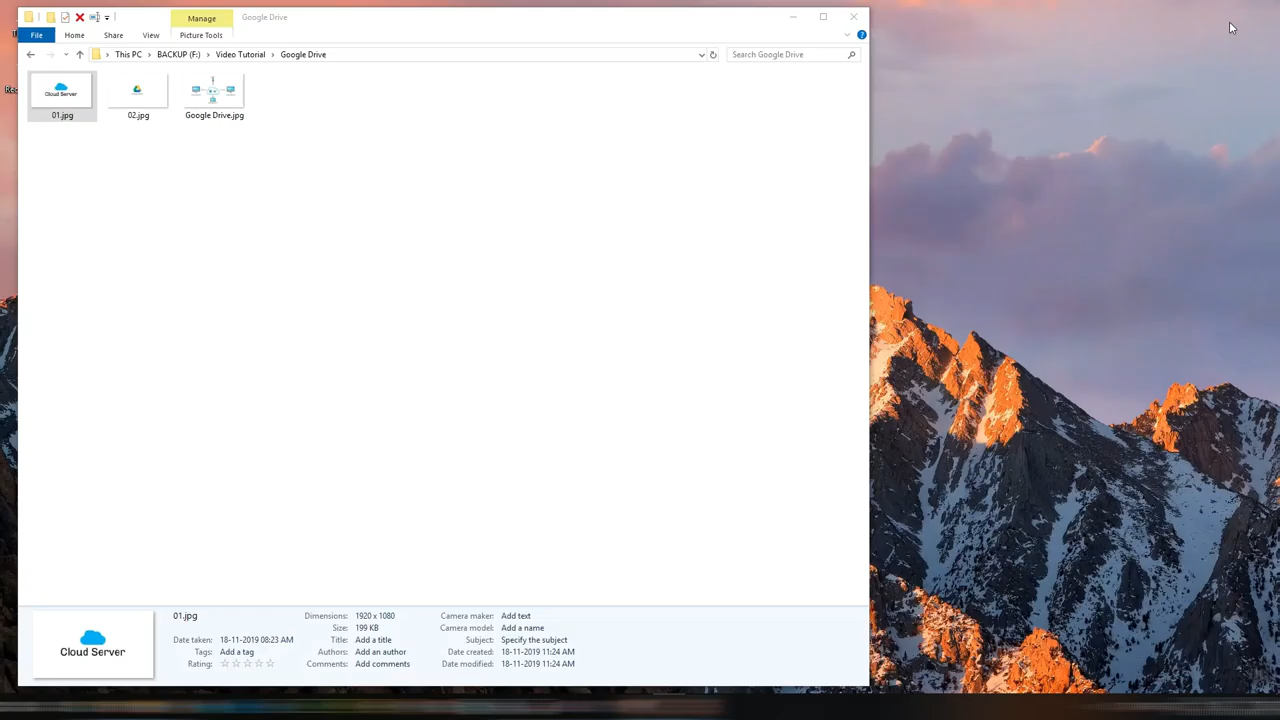 Manage
Google Drive
File
Home
Share
View
Picture Tools
This PC
BACKUP (F:)
Video Tutorial
Google Drive
Search Google Drive
Cloud Server
01.jpg
02.jpg
Google Drive.jpg
Cloud Server
01.jpg
Date taken: 18-11-2019 08:23 AM
Tags: Add a tag
Rating:
Dimensions: 1920 x 1080
Size: 199 KB
Title: Add a title
Authors: Add an author
Comments: Add comments
Camera maker: Add text
Camera model: Add a name
Subject: Specify the subject
Date created: 18-11-2019 11:24 AM
Date modified: 18-11-2019 11:24 AM